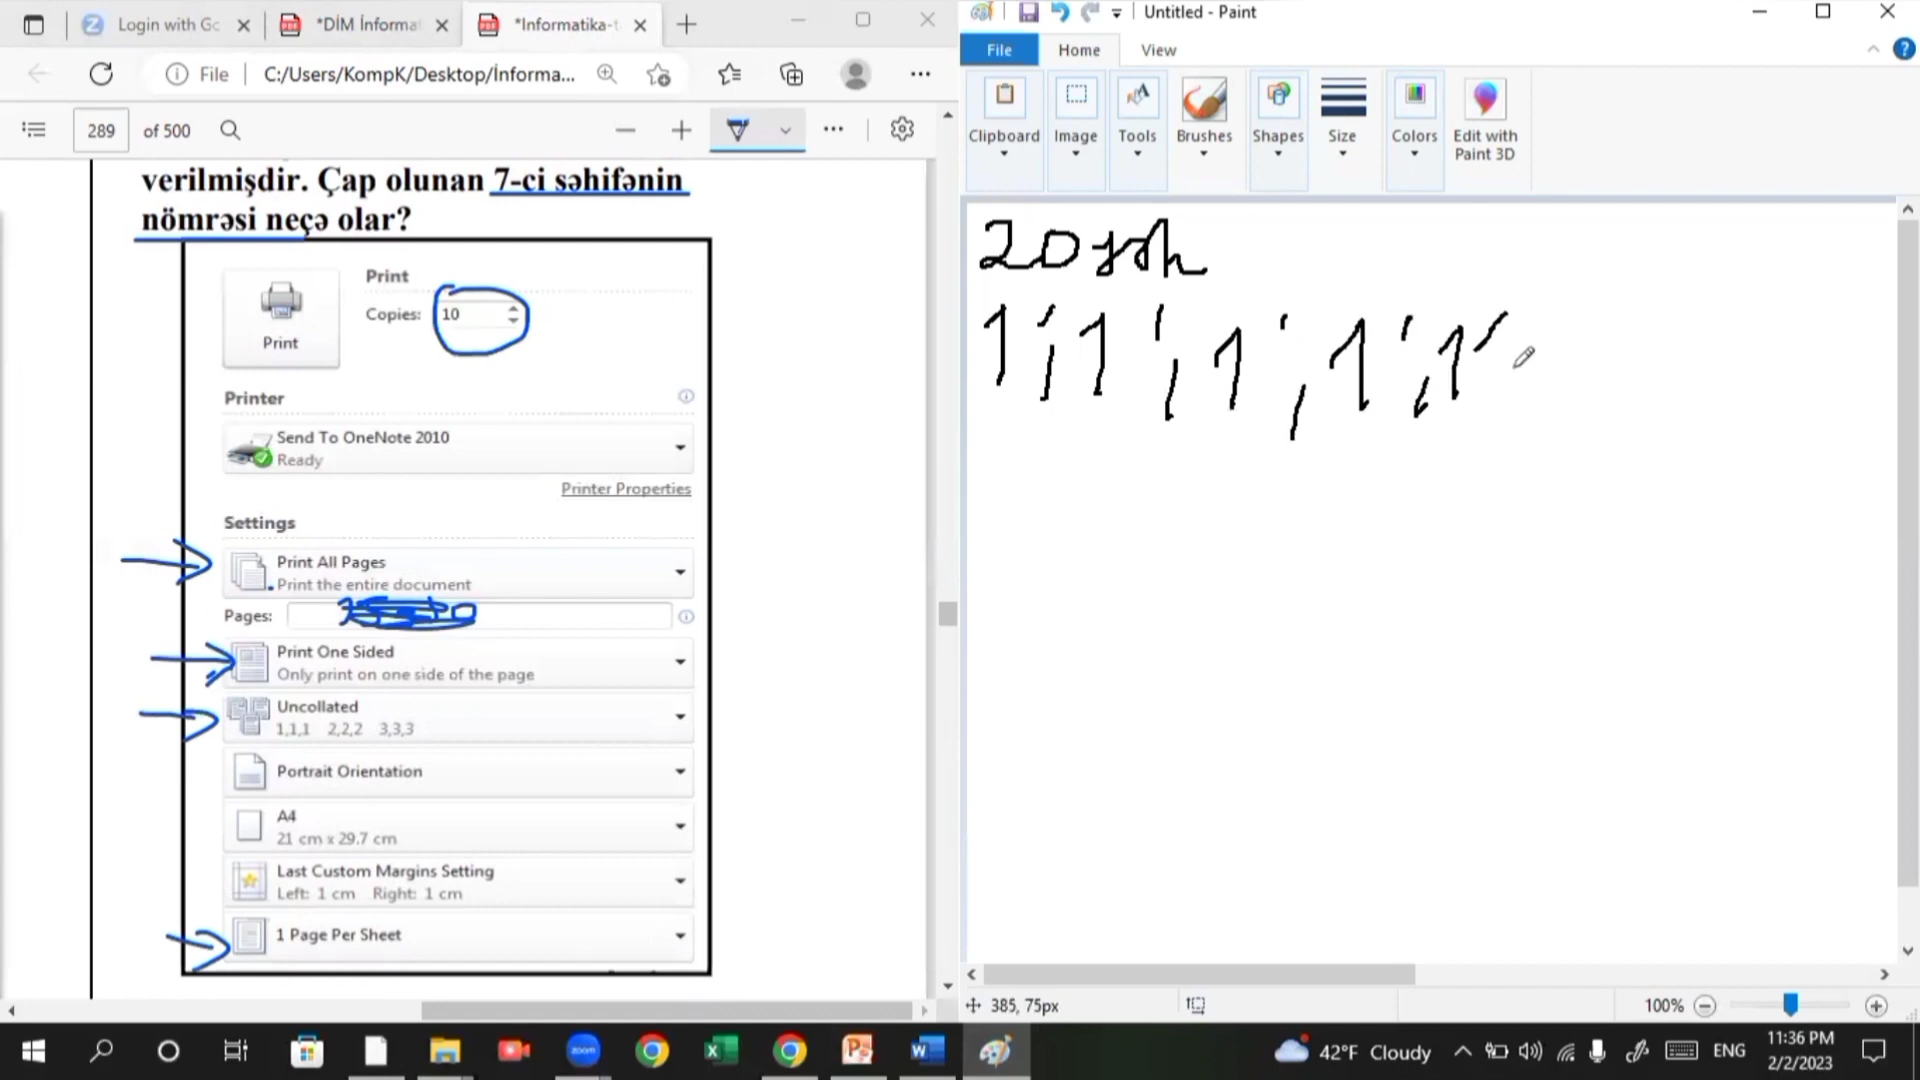 Login with Gc
*DİM İnformat
*Informatika-t
File
C:/Users/KompK/Desktop/İnforma...
289 of 500
verilmişdir. Çap olunan 7-ci səhifənin
nömrəsi neçə olar?
Print
Copies: 10
Print
Printer
Send To OneNote 2010
Ready
Printer Properties
Settings
Print All Pages
Print the entire document
Pages:
Print One Sided
Only print on one side of the page
Uncollated
1,1,1 2,2,2 3,3,3
Portrait Orientation
A4
21 cm x 29.7 cm
Last Custom Margins Setting
Left: 1 cm Right: 1 cm
1 Page Per Sheet
Untitled - Paint
File Home View
Clipboard Image Tools Brushes Shapes Size Colors Edit with
Paint 3D
20 səh
1; 1; 1; 1; 1
385, 75px
100%
zoom
42°F Cloudy
ENG
11:36 PM
2/2/2023